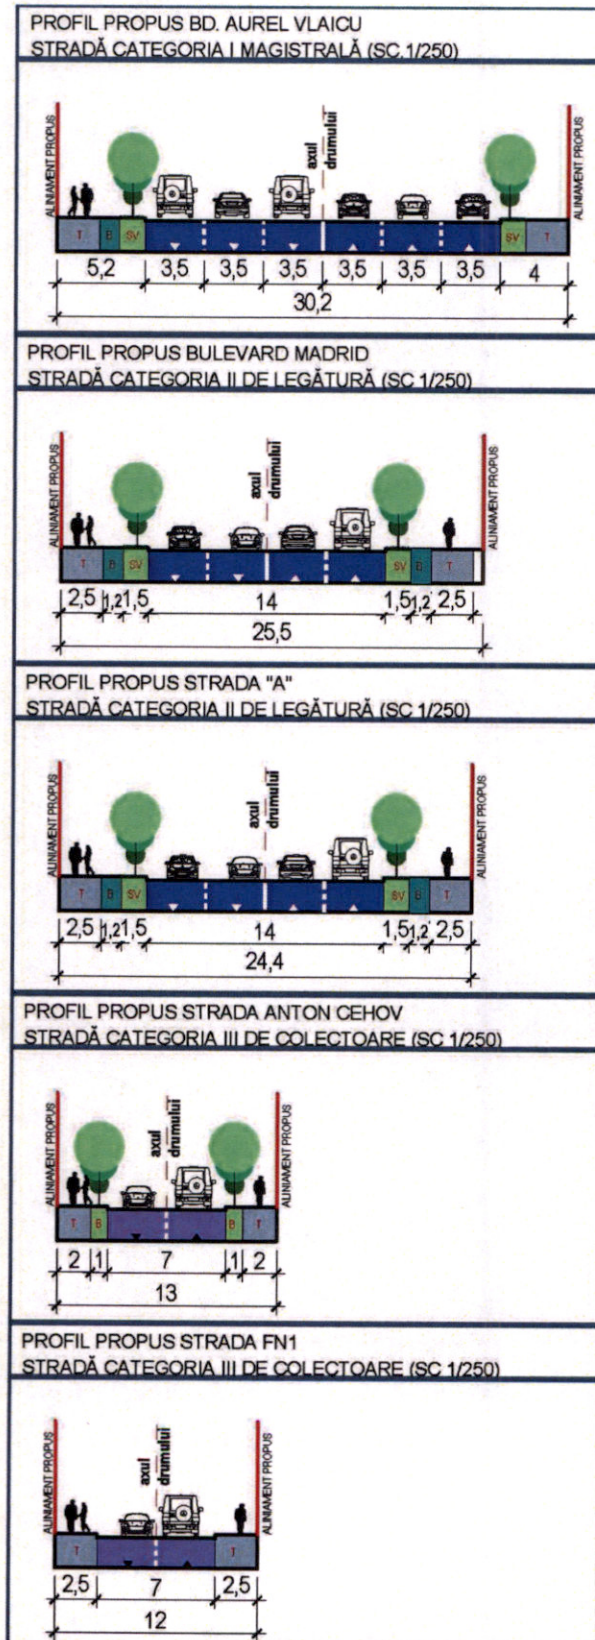 PROFIL PROPUS BD. AUREL VLAICU
STRADĂ CATEGORIA I MAGISTRALĂ (SC.1/250)
ALINIAMENT PROPUS
axul
drumului
ALINIAMENT PROPUS
T B SV SV T
5,2 3,5 3,5 3,5 3,5 3,5 3,5 4
30,2
PROFIL PROPUS BULEVARD MADRID
STRADĂ CATEGORIA II DE LEGĂTURĂ (SC 1/250)
ALINIAMENT PROPUS
axul
drumului
ALINIAMENT PROPUS
T B SV SV B T
2,5 1,2 1,5 14 1,5 1,2 2,5
25,5
PROFIL PROPUS STRADA "A"
STRADĂ CATEGORIA II DE LEGĂTURĂ (SC 1/250)
ALINIAMENT PROPUS
axul
drumului
ALINIAMENT PROPUS
T B SV SV B T
2,5 1,2 1,5 14 1,5 1,2 2,5
24,4
PROFIL PROPUS STRADA ANTON CEHOV
STRADĂ CATEGORIA III DE COLECTOARE (SC 1/250)
ALINIAMENT PROPUS
axul
drumului
ALINIAMENT PROPUS
T B B T
2 1 7 1 2
13
PROFIL PROPUS STRADA FN1
STRADĂ CATEGORIA III DE COLECTOARE (SC 1/250)
ALINIAMENT PROPUS
axul
drumului
ALINIAMENT PROPUS
T T
2,5 7 2,5
12